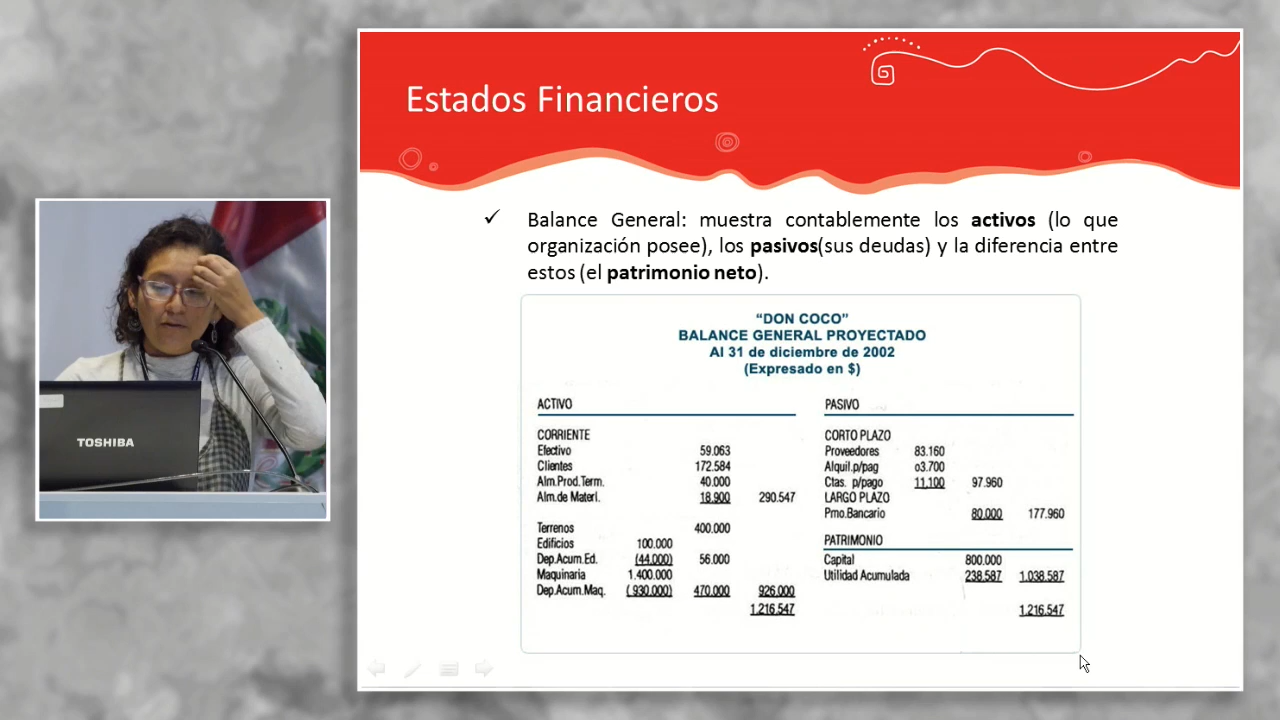 Estados Financieros
✓ Balance General: muestra contablemente los activos (lo que
organización posee), los pasivos(sus deudas) y la diferencia entre
estos (el patrimonio neto).
“DON COCO”
BALANCE GENERAL PROYECTADO
Al 31 de diciembre de 2002
(Expresado en $)
ACTIVO
CORRIENTE
Efectivo 59.063
Clientes 172.584
Alm.Prod.Term. 40.000
Alm.de Materl. 18.900 290.547
Terrenos 400.000
Edificios 100.000
Dep.Acum.Ed. (44.000) 56.000
Maquinaria 1.400.000
Dep.Acum.Maq. (930.000) 470.000 926.000
1.216.547
PASIVO
CORTO PLAZO
Proveedores 83.160
Alquil.p/pag o3.700
Ctas. p/pago 11,100 97.960
LARGO PLAZO
Pmo.Bancario 80.000 177.960
PATRIMONIO
Capital 800.000
Utilidad Acumulada 238.587 1.038.587
1.216.547
TOSHIBA